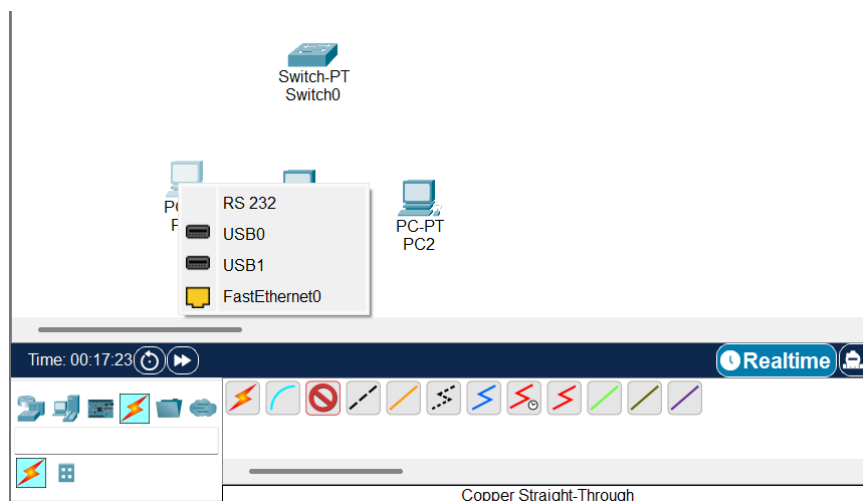 Switch-PT
Switch0
RS 232
USB0
USB1
FastEthernet0
PC-PT
PC2
Time: 00:17:23
Realtime
Copper Straight-Through